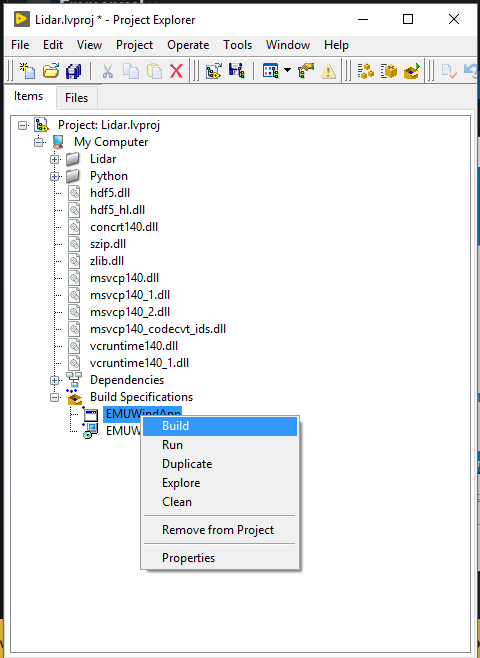 Lidar.lvproj * - Project Explorer
File Edit View Project Operate Tools Window Help
Items Files
Project: Lidar.lvproj
My Computer
Lidar
Python
hdf5.dll
hdf5_hl.dll
concrt140.dll
szip.dll
zlib.dll
msvcp140.dll
msvcp140_1.dll
msvcp140_2.dll
msvcp140_codecvt_ids.dll
vcruntime140.dll
vcruntime140_1.dll
Dependencies
Build Specifications
EMUWindApp
EMUW
Build
Run
Duplicate
Explore
Clean
Remove from Project
Properties